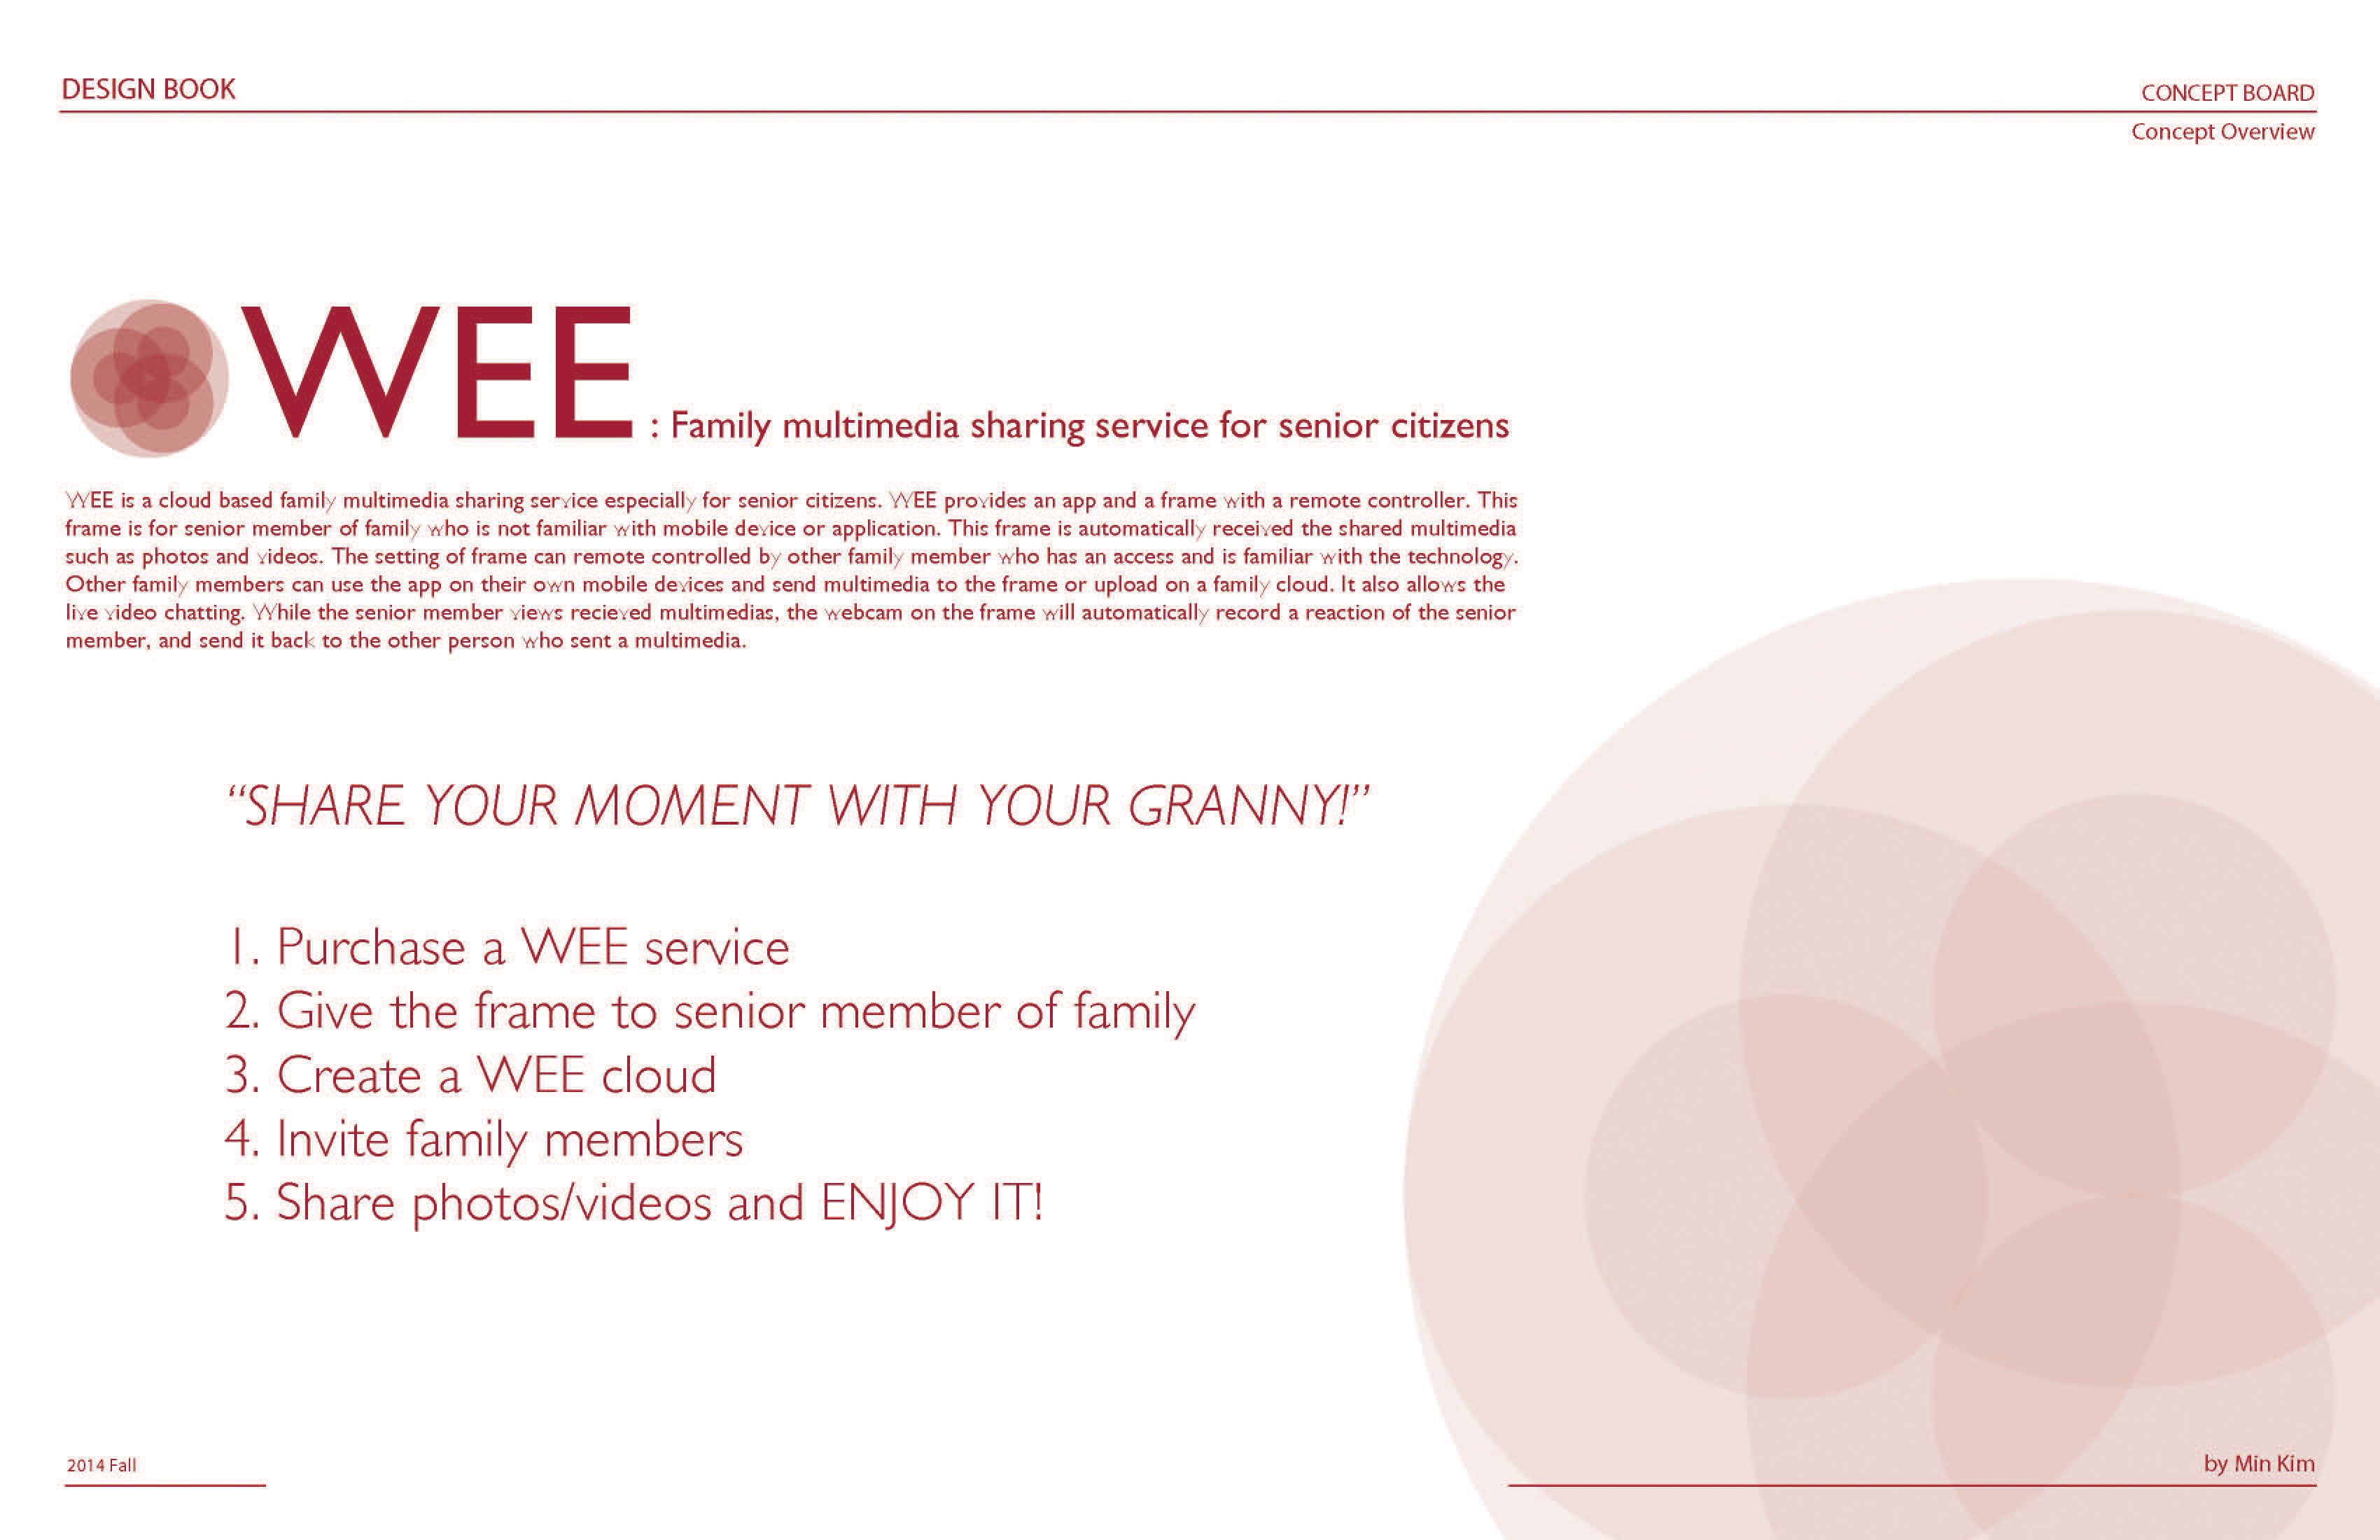 DESIGN BOOK
CONCEPT BOARD
Concept Overview
WEE : Family multimedia sharing service for senior citizens
WEE is a cloud based family multimedia sharing service especially for senior citizens. WEE provides an app and a frame with a remote controller. This
frame is for senior member of family who is not familiar with mobile device or application. This frame is automatically received the shared multimedia
such as photos and videos. The setting of frame can remote controlled by other family member who has an access and is familiar with the technology.
Other family members can use the app on their own mobile devices and send multimedia to the frame or upload on a family cloud. It also allows the
live video chatting. While the senior member views recieved multimedias, the webcam on the frame will automatically record a reaction of the senior
member, and send it back to the other person who sent a multimedia.
“SHARE YOUR MOMENT WITH YOUR GRANNY!”
1. Purchase a WEE service
2. Give the frame to senior member of family
3. Create a WEE cloud
4. Invite family members
5. Share photos/videos and ENJOY IT!
2014 Fall
by Min Kim